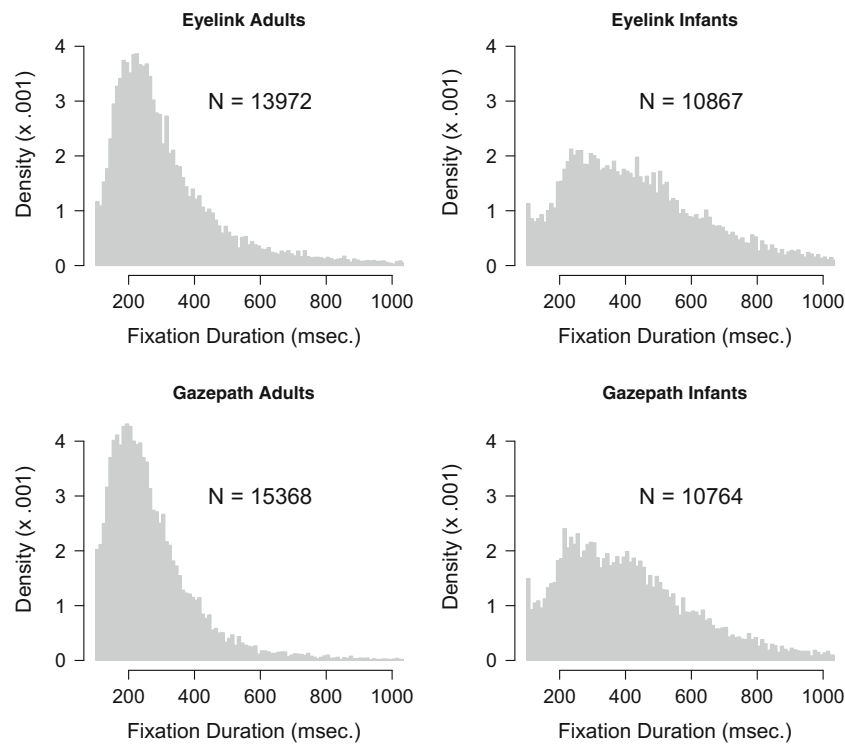 Eyelink Adults
4
3
2
1
0
Density (x .001)
N = 13972
200 400 600 800 1000
Fixation Duration (msec.)
Eyelink Infants
4
3
2
1
0
Density (x .001)
N = 10867
200 400 600 800 1000
Fixation Duration (msec.)
Gazepath Adults
4
3
2
1
0
Density (x .001)
N = 15368
200 400 600 800 1000
Fixation Duration (msec.)
Gazepath Infants
4
3
2
1
0
Density (x .001)
N = 10764
200 400 600 800 1000
Fixation Duration (msec.)